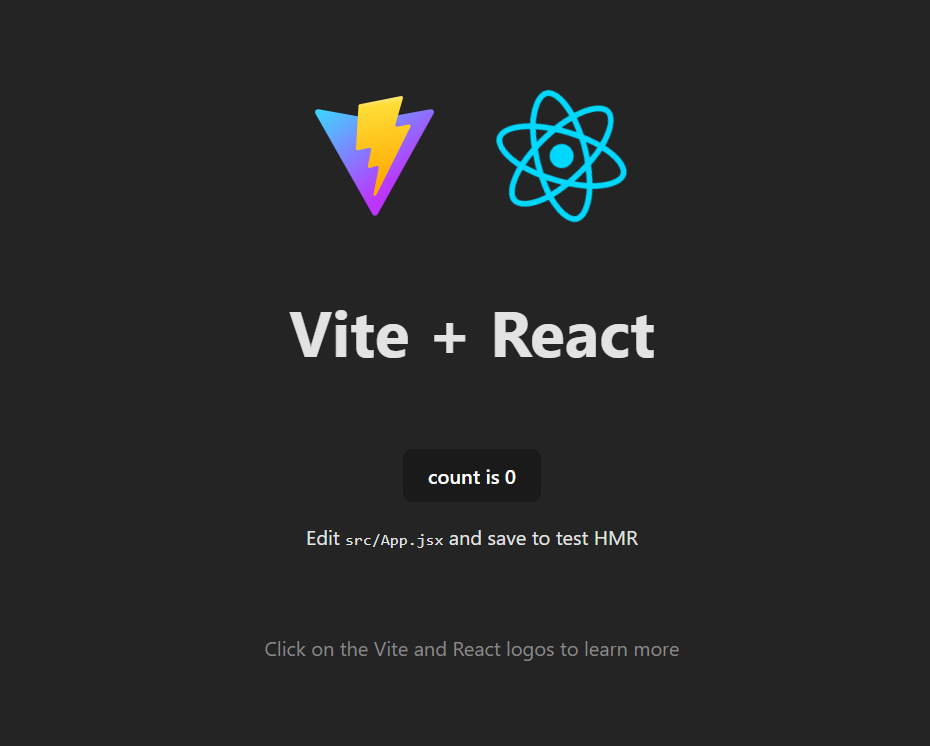 Vite + React
count is 0
Edit src/App.jsx and save to test HMR
Click on the Vite and React logos to learn more